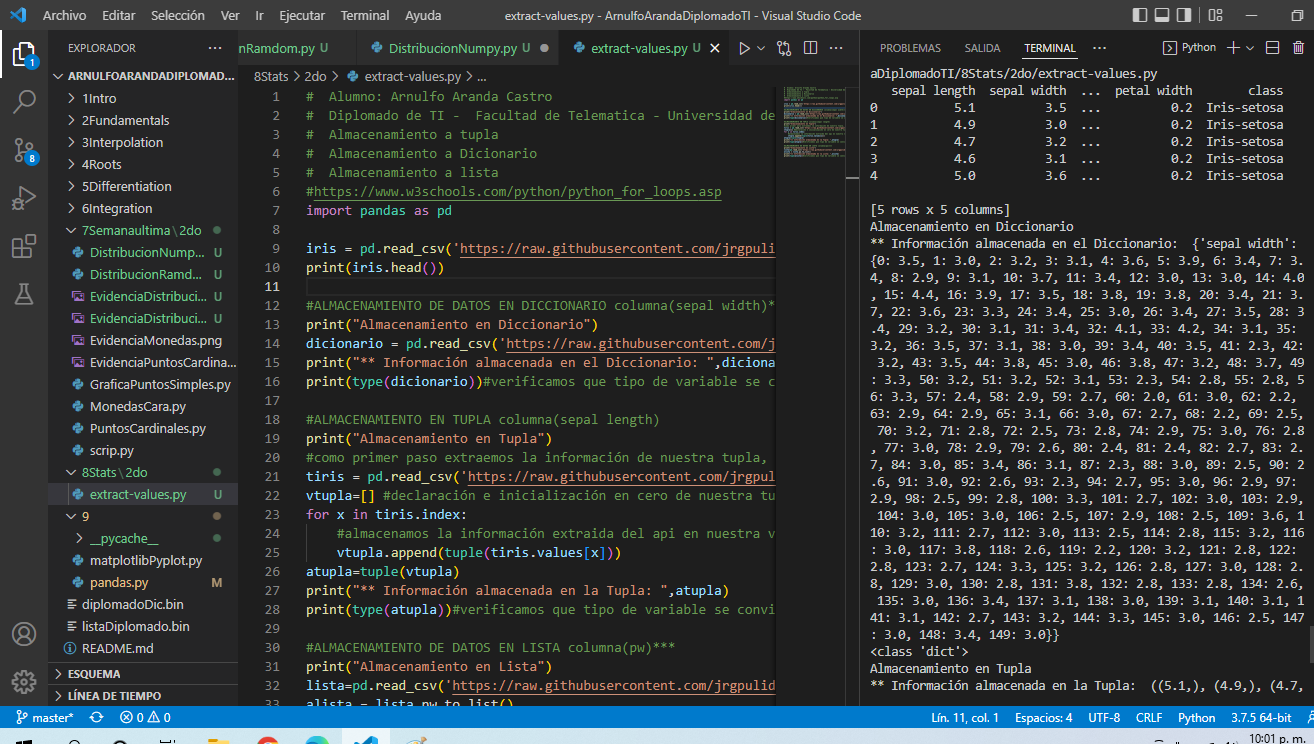 Archivo Editar Selección Ver Ir Ejecutar Terminal Ayuda
extract-values.py - ArnulfoArandaDiplomadoTI - Visual Studio Code
EXPLORADOR
ARNULFOARANDADIPLOMAD...
1Intro
2Fundamentals
3Interpolation
4Roots
5Differentiation
6Integration
7Semanaultima\2do
DistribucionNump... U
DistribucionRamd... U
EvidenciaDistribuci... U
EvidenciaDistribuci... U
EvidenciaMonedas.png
EvidenciaPuntosCardina...
GraficaPuntosSimples.py
MonedasCara.py
PuntosCardinales.py
scrip.py
8Stats\2do
extract-values.py U
9
__pycache__
matplotlibPyplot.py
pandas.py M
diplomadoDic.bin
listaDiplomado.bin
README.md
ESQUEMA
LÍNEA DE TIEMPO
1
8
nRamdom.py U
DistribucionNumpy.py U
extract-values.py U
8Stats > 2do > extract-values.py > ...
1 # Alumno: Arnulfo Aranda Castro
2 # Diplomado de TI - Facultad de Telematica - Universidad de
3 # Almacenamiento a tupla
4 # Almacenamiento a Dicionario
5 # Almacenamiento a lista
6 #https://www.w3schools.com/python/python_for_loops.asp
7 import pandas as pd
8
9 iris = pd.read_csv('https://raw.githubusercontent.com/jrgpuli
10 print(iris.head())
11
12 #ALMACENAMIENTO DE DATOS EN DICCIONARIO columna(sepal width)*
13 print("Almacenamiento en Diccionario")
14 dicionario = pd.read_csv('https://raw.githubusercontent.com/j
15 print("** Información almacenada en el Diccionario: ",diciona
16 print(type(dicionario))#verificamos que tipo de variable se c
17
18 #ALMACENAMIENTO EN TUPLA columna(sepal length)
19 print("Almacenamiento en Tupla")
20 #como primer paso extraemos la información de nuestra tupla,
21 tiris = pd.read_csv('https://raw.githubusercontent.com/jrgpul
22 vtupla=[] #declaración e inicialización en cero de nuestra tu
23 for x in tiris.index:
24 #almacenamos la información extraida del api en nuestra v
25 vtupla.append(tuple(tiris.values[x]))
26 atupla=tuple(vtupla)
27 print("** Información almacenada en la Tupla: ",atupla)
28 print(type(atupla))#verificamos que tipo de variable se convi
29
30 #ALMACENAMIENTO DE DATOS EN LISTA columna(pw)***
31 print("Almacenamiento en Lista")
32 lista=pd.read_csv('https://raw.githubusercontent.com/jrgpulid
33 alista = lista.pw.to_list()
PROBLEMAS SALIDA TERMINAL Python
aDiplomadoTI/8Stats/2do/extract-values.py
sepal length sepal width ... petal width class
0 5.1 3.5 ... 0.2 Iris-setosa
1 4.9 3.0 ... 0.2 Iris-setosa
2 4.7 3.2 ... 0.2 Iris-setosa
3 4.6 3.1 ... 0.2 Iris-setosa
4 5.0 3.6 ... 0.2 Iris-setosa
[5 rows x 5 columns]
Almacenamiento en Diccionario
** Información almacenada en el Diccionario: {'sepal width':
{0: 3.5, 1: 3.0, 2: 3.2, 3: 3.1, 4: 3.6, 5: 3.9, 6: 3.4, 7: 3.
4, 8: 2.9, 9: 3.1, 10: 3.7, 11: 3.4, 12: 3.0, 13: 3.0, 14: 4.0
, 15: 4.4, 16: 3.9, 17: 3.5, 18: 3.8, 19: 3.8, 20: 3.4, 21: 3.
7, 22: 3.6, 23: 3.3, 24: 3.4, 25: 3.0, 26: 3.4, 27: 3.5, 28: 3
.4, 29: 3.2, 30: 3.1, 31: 3.4, 32: 4.1, 33: 4.2, 34: 3.1, 35:
3.2, 36: 3.5, 37: 3.1, 38: 3.0, 39: 3.4, 40: 3.5, 41: 2.3, 42:
3.2, 43: 3.5, 44: 3.8, 45: 3.0, 46: 3.8, 47: 3.2, 48: 3.7, 49
: 3.3, 50: 3.2, 51: 3.2, 52: 3.1, 53: 2.3, 54: 2.8, 55: 2.8, 5
6: 3.3, 57: 2.4, 58: 2.9, 59: 2.7, 60: 2.0, 61: 3.0, 62: 2.2,
63: 2.9, 64: 2.9, 65: 3.1, 66: 3.0, 67: 2.7, 68: 2.2, 69: 2.5,
70: 3.2, 71: 2.8, 72: 2.5, 73: 2.8, 74: 2.9, 75: 3.0, 76: 2.8
, 77: 3.0, 78: 2.9, 79: 2.6, 80: 2.4, 81: 2.4, 82: 2.7, 83: 2.
7, 84: 3.0, 85: 3.4, 86: 3.1, 87: 2.3, 88: 3.0, 89: 2.5, 90: 2
.6, 91: 3.0, 92: 2.6, 93: 2.3, 94: 2.7, 95: 3.0, 96: 2.9, 97:
2.9, 98: 2.5, 99: 2.8, 100: 3.3, 101: 2.7, 102: 3.0, 103: 2.9,
104: 3.0, 105: 3.0, 106: 2.5, 107: 2.9, 108: 2.5, 109: 3.6, 1
10: 3.2, 111: 2.7, 112: 3.0, 113: 2.5, 114: 2.8, 115: 3.2, 116
: 3.0, 117: 3.8, 118: 2.6, 119: 2.2, 120: 3.2, 121: 2.8, 122:
2.8, 123: 2.7, 124: 3.3, 125: 3.2, 126: 2.8, 127: 3.0, 128: 2.
8, 129: 3.0, 130: 2.8, 131: 3.8, 132: 2.8, 133: 2.8, 134: 2.6,
135: 3.0, 136: 3.4, 137: 3.1, 138: 3.0, 139: 3.1, 140: 3.1, 1
41: 3.1, 142: 2.7, 143: 3.2, 144: 3.3, 145: 3.0, 146: 2.5, 147
: 3.0, 148: 3.4, 149: 3.0}}
<class 'dict'>
Almacenamiento en Tupla
** Información almacenada en la Tupla: ((5.1,), (4.9,), (4.7,
master* 0 0 Lín. 11, col. 1 Espacios: 4 UTF-8 CRLF Python 3.7.5 64-bit
10:01 p. m.